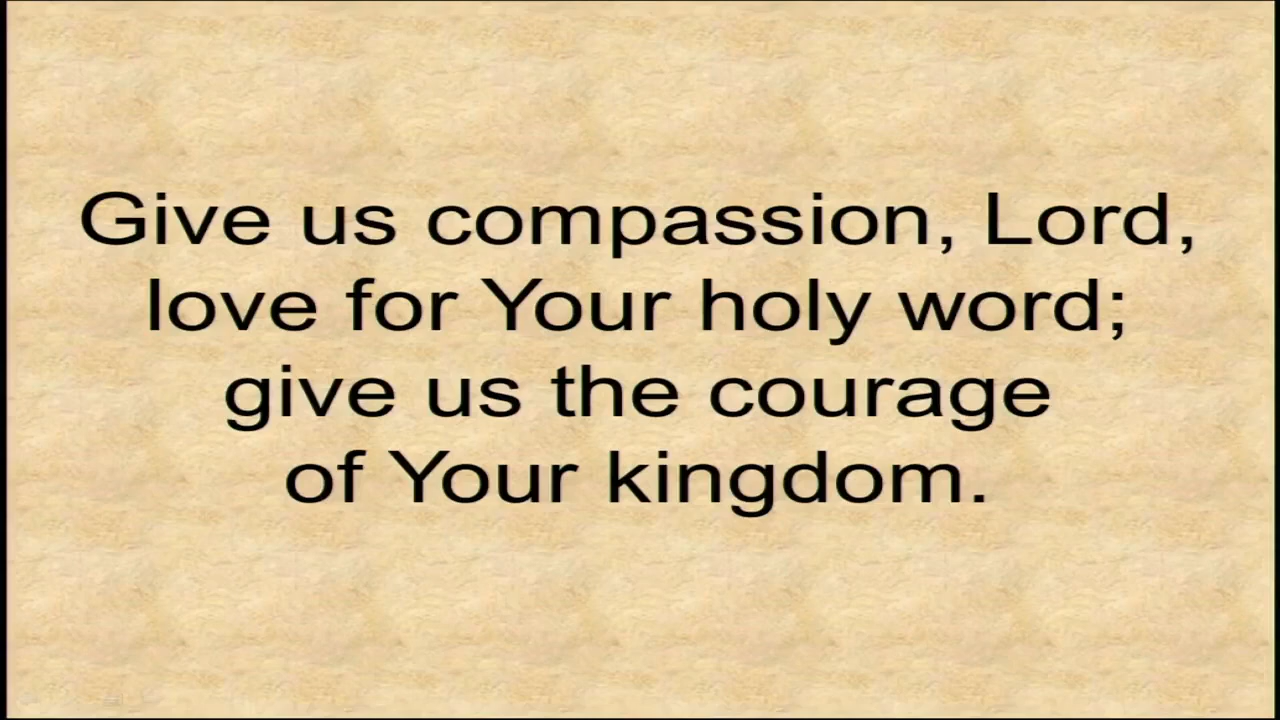 Give us compassion, Lord,
love for Your holy word;
give us the courage
of Your kingdom.